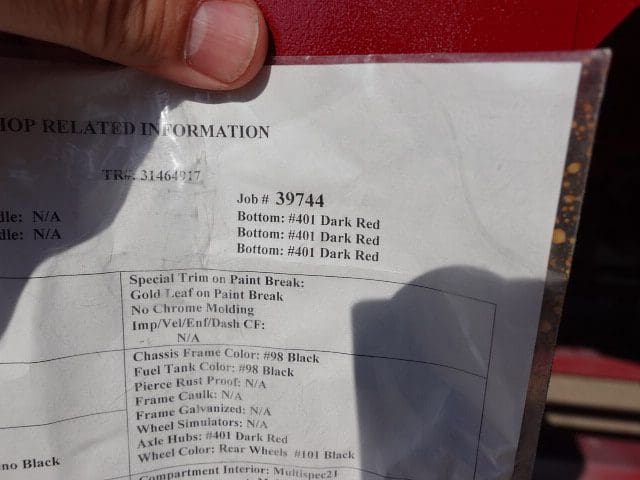 HOP RELATED INFORMATION
TR#. 31464917
Job # 39744
dle: N/A
Bottom: #401 Dark Red
dle: N/A
Bottom: #401 Dark Red
Bottom: #401 Dark Red
Special Trim on Paint Break:
Gold Leaf on Paint Break
No Chrome Molding
Imp/Vel/Enf/Dash CF:
- N/A
Chassis Frame Color: #98 Black
Fuel Tank Color: #98 Black
Pierce Rust Proof: N/A
Frame Caulk: N/A
Frame Galvanized: N/A
Wheel Simulators: N/A
Axle Hubs: #401 Dark Red
Wheel Color: Rear Wheels #101 Black
no Black
Compartment Interior: Multispec21